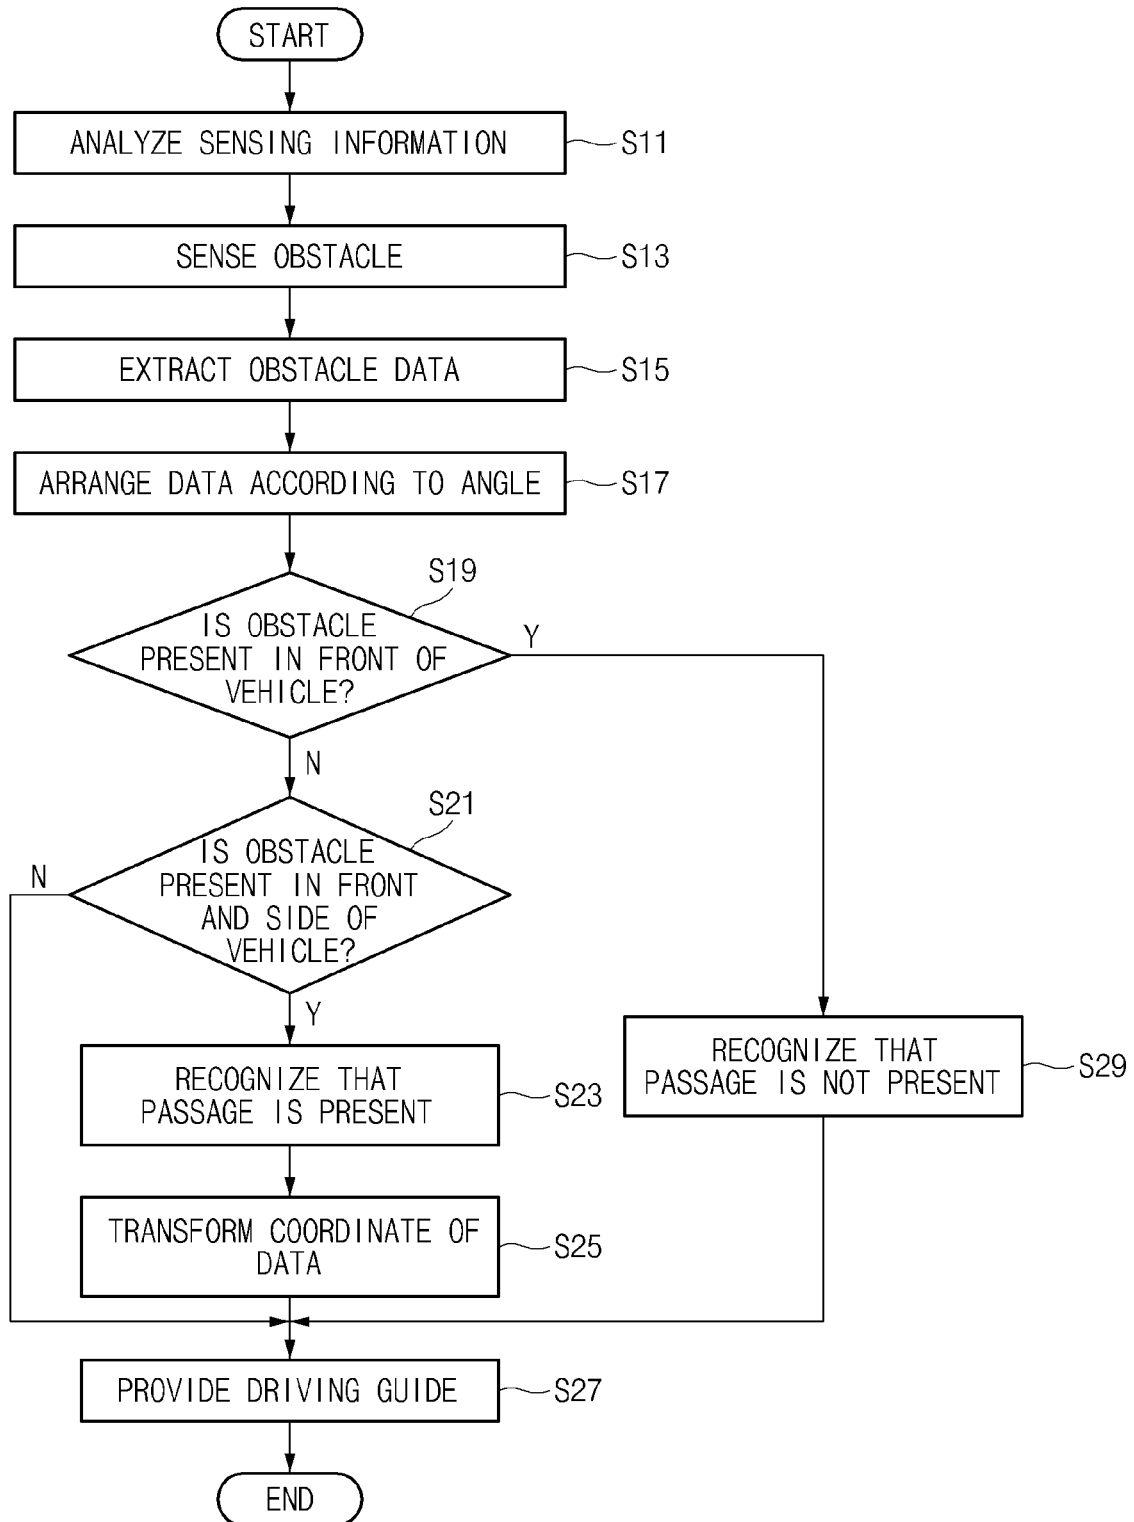 START
ANALYZE SENSING INFORMATION
S11
SENSE OBSTACLE
S13
EXTRACT OBSTACLE DATA
S15
ARRANGE DATA ACCORDING TO ANGLE
S17
S19
IS OBSTACLE
PRESENT IN FRONT OF
VEHICLE?
Y
N
S21
IS OBSTACLE
PRESENT IN FRONT
AND SIDE OF
VEHICLE?
N
Y
RECOGNIZE THAT
PASSAGE IS PRESENT
S23
RECOGNIZE THAT
PASSAGE IS NOT PRESENT
S29
TRANSFORM COORDINATE OF
DATA
S25
PROVIDE DRIVING GUIDE
S27
END